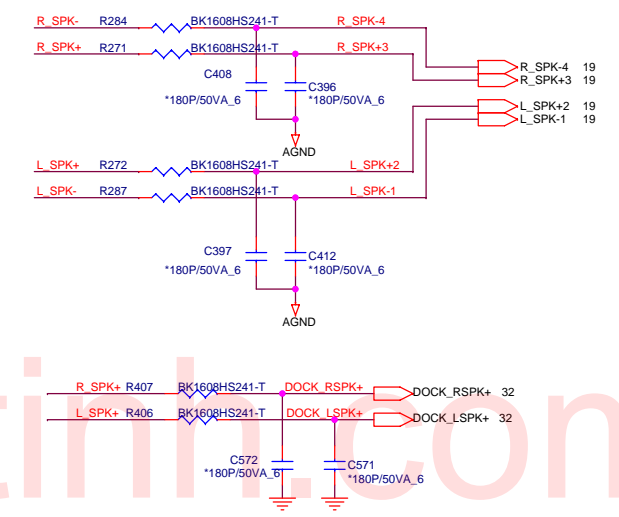 R_SPK- R284 BK1608HS241-T R_SPK-4
R_SPK+ R271 BK1608HS241-T R_SPK+3
R_SPK-4 19
R_SPK+3 19
C408
C396
*180P/50VA_6 *180P/50VA_6
L_SPK+2 19
L_SPK-1 19
AGND
L_SPK+ R272 BK1608HS241-T L_SPK+2
L_SPK- R287 BK1608HS241-T L_SPK-1
C397 C412
*180P/50VA_6 *180P/50VA_6
AGND
R_SPK+ R407 BK1608HS241-T DOCK_RSPK+ DOCK_RSPK+ 32
L_SPK+ R406 BK1608HS241-T DOCK_LSPK+ DOCK_LSPK+ 32
C572 C571
*180P/50VA_6 *180P/50VA_6
tinh.com